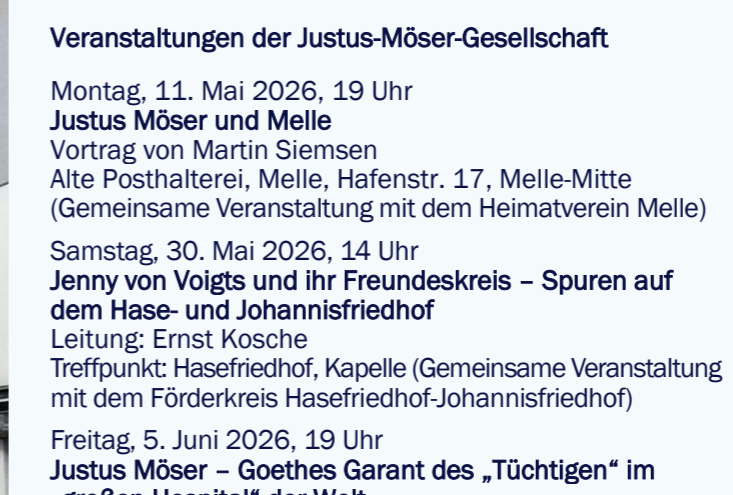 Veranstaltungen der Justus-Möser-Gesellschaft
Montag, 11. Mai 2026, 19 Uhr
Justus Möser und Melle
Vortrag von Martin Siemsen
Alte Posthalterei, Melle, Hafenstr. 17, Melle-Mitte
(Gemeinsame Veranstaltung mit dem Heimatverein Melle)
Samstag, 30. Mai 2026, 14 Uhr
Jenny von Voigts und ihr Freundeskreis – Spuren auf
dem Hase- und Johannisfriedhof
Leitung: Ernst Kosche
Treffpunkt: Hasefriedhof, Kapelle (Gemeinsame Veranstaltung
mit dem Förderkreis Hasefriedhof-Johannisfriedhof)
Freitag, 5. Juni 2026, 19 Uhr
Justus Möser – Goethes Garant des „Tüchtigen“ im
„großen Hospital“ der Welt